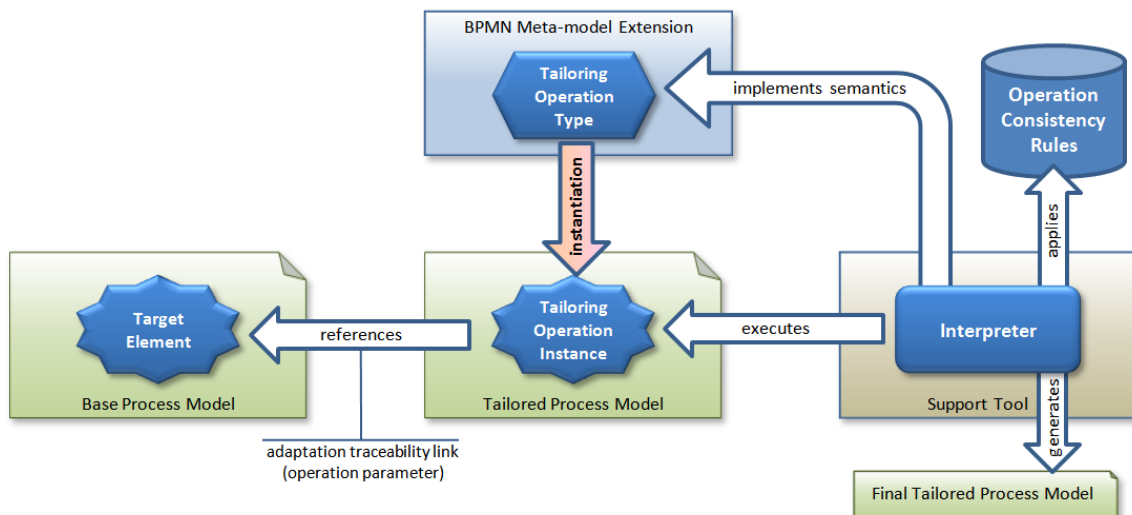 BPMN Meta-model Extension
Tailoring
Operation
Type
implements semantics
Operation
Consistency
Rules
instantiation
applies
Target
Element
references
Tailoring
Operation
Instance
executes
Interpreter
Base Process Model
Tailored Process Model
Support Tool
generates
adaptation traceability link
(operation parameter)
Final Tailored Process Model